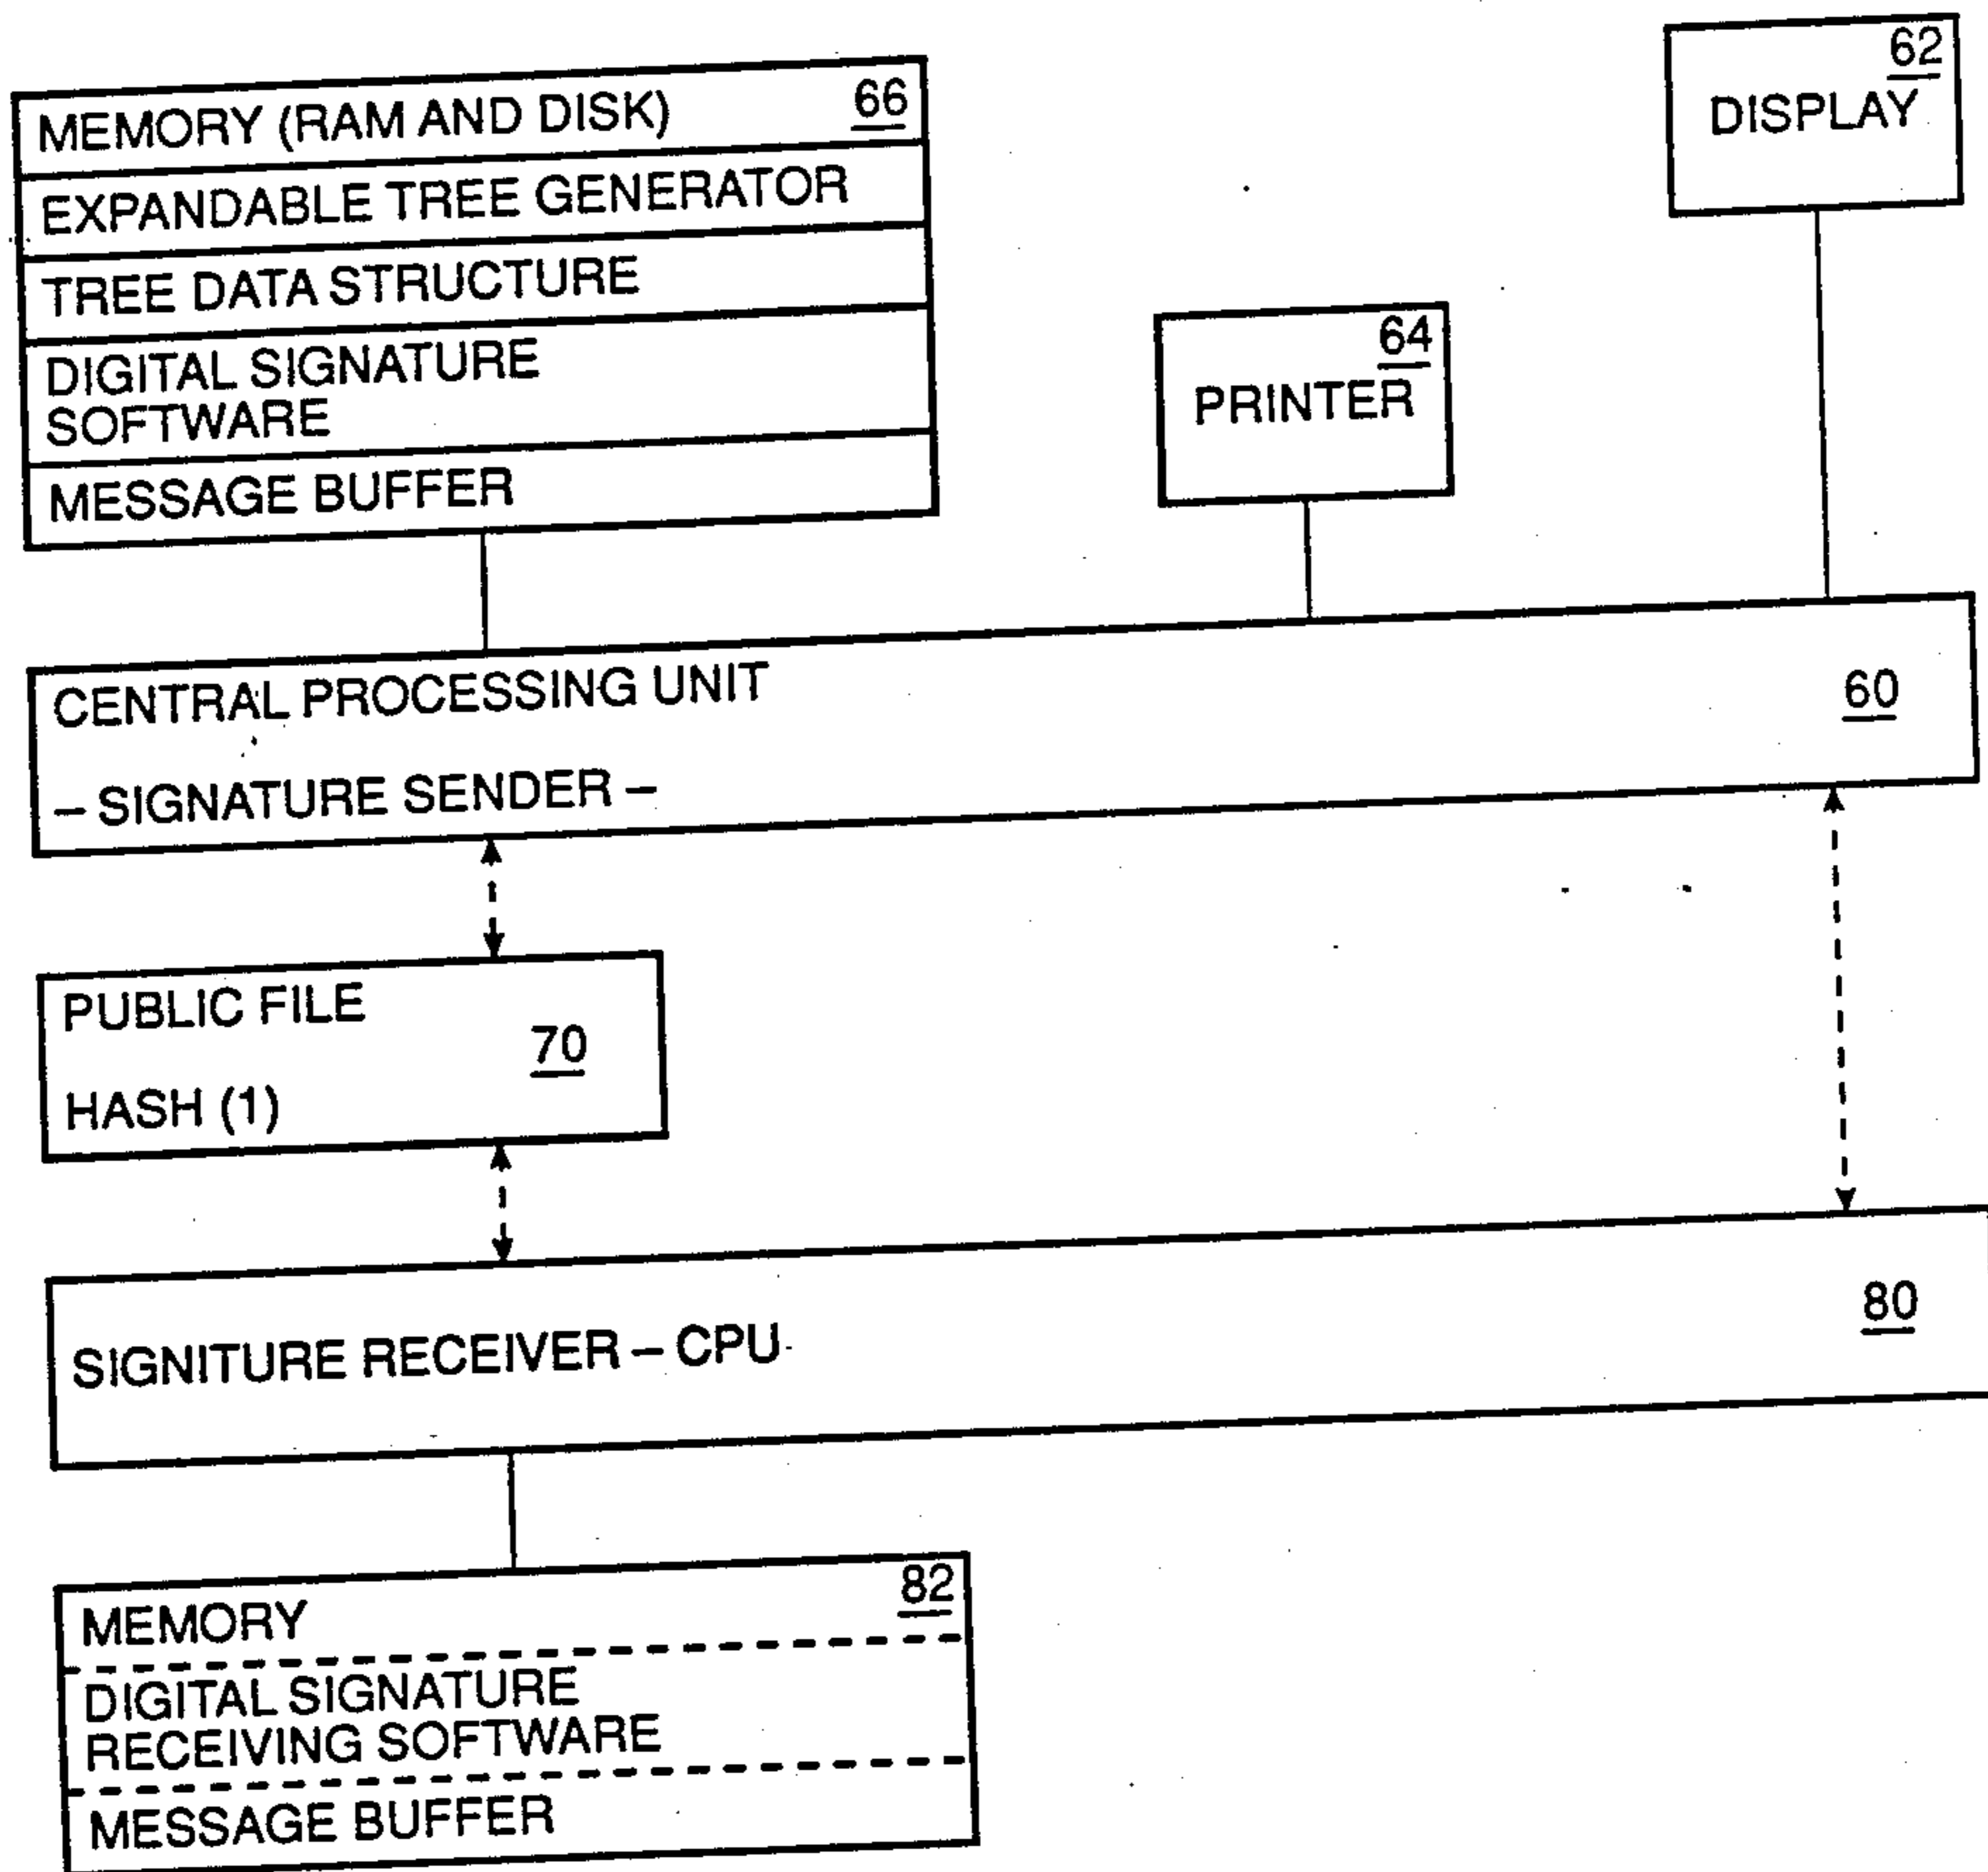 62
DISPLAY
MEMORY (RAM AND DISK) 66
EXPANDABLE TREE GENERATOR
TREE DATA STRUCTURE
DIGITAL SIGNATURE
SOFTWARE
MESSAGE BUFFER
64
PRINTER
CENTRAL PROCESSING UNIT 60
– SIGNATURE SENDER –
PUBLIC FILE
70
HASH (1)
80
SIGNITURE RECEIVER – CPU
82
MEMORY
DIGITAL SIGNATURE
RECEIVING SOFTWARE
MESSAGE BUFFER